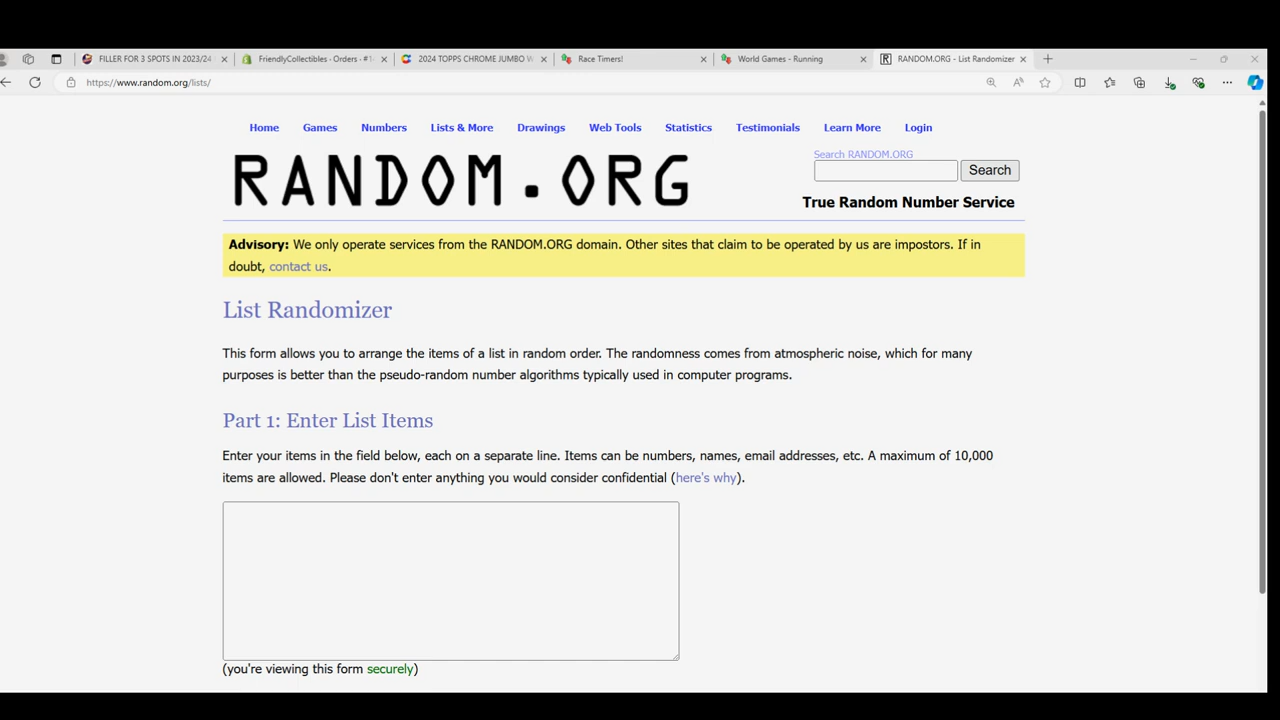 FILLER FOR 3 SPOTS IN 2023/24
FriendlyCollectibles - Orders - #1
2024 TOPPS CHROME JUMBO
Race Timers!
World Games - Running
RANDOM.ORG - List Randomizer
https://www.random.org/lists/
Home Games Numbers Lists & More Drawings Web Tools Statistics Testimonials Learn More Login
RANDOM.ORG
Search RANDOM.ORG
Search
True Random Number Service
Advisory: We only operate services from the RANDOM.ORG domain. Other sites that claim to be operated by us are impostors. If in
doubt, contact us.
List Randomizer
This form allows you to arrange the items of a list in random order. The randomness comes from atmospheric noise, which for many
purposes is better than the pseudo-random number algorithms typically used in computer programs.
Part 1: Enter List Items
Enter your items in the field below, each on a separate line. Items can be numbers, names, email addresses, etc. A maximum of 10,000
items are allowed. Please don't enter anything you would consider confidential (here's why).
(you're viewing this form securely)